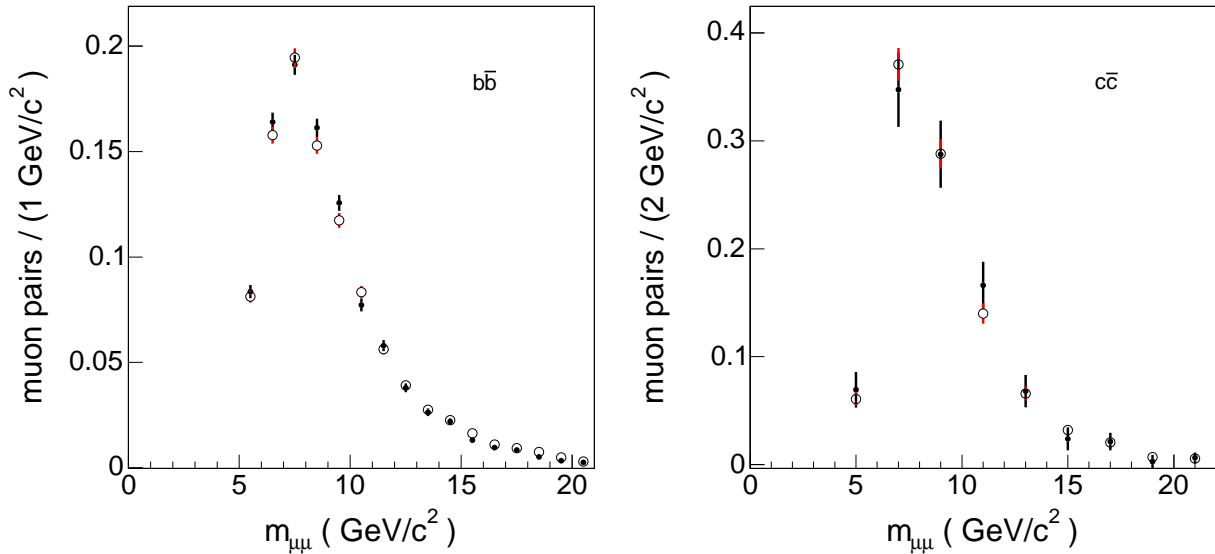 muon pairs / (1 GeV/c²)
0.2
0.15
0.1
0.05
0
bb̅
0 5 10 15 20
m_μμ ( GeV/c²)
muon pairs / (2 GeV/c²)
0.4
0.3
0.2
0.1
0
cc̅
0 5 10 15 20
m_μμ ( GeV/c²)